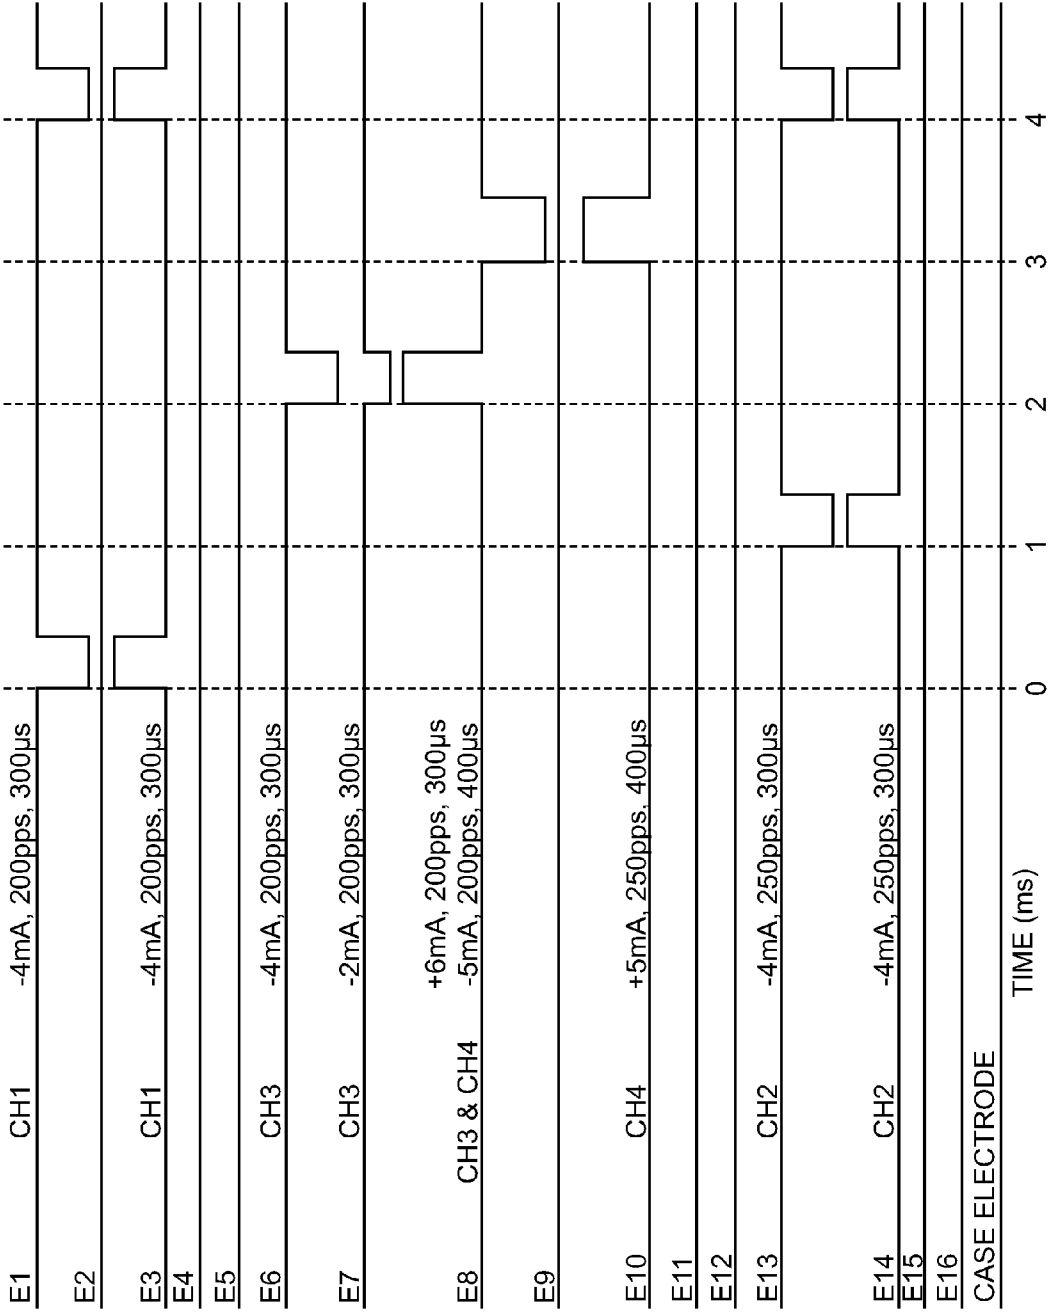 E1 CH1 -4mA, 200pps, 300µs
E2
E3 CH1 -4mA, 200pps, 300µs
E4
E5
E6 CH3 -4mA, 200pps, 300µs
E7 CH3 -2mA, 200pps, 300µs
+6mA, 200pps, 300µs
E8 CH3 & CH4 -5mA, 200pps, 400µs
E9
E10 CH4 +5mA, 250pps. 400µs
E11
E12
E13 CH2 -4mA, 250pps, 300µs
E14 CH2 -4mA, 250pps, 300µs
E15
E16
CASE ELECTRODE
TIME (ms) 0 1 2 3 4